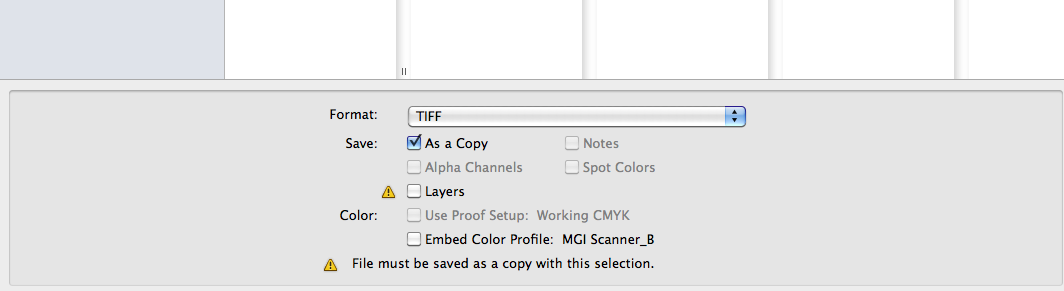 Format: TIFF
Save: As a Copy Notes
Alpha Channels Spot Colors
Layers
Color: Use Proof Setup: Working CMYK
Embed Color Profile: MGI Scanner_B
File must be saved as a copy with this selection.